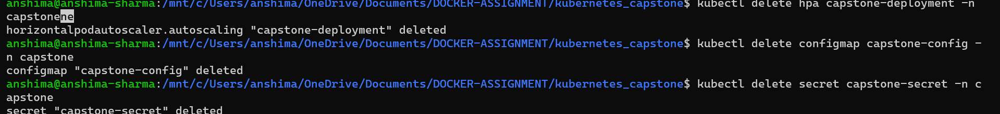 anshima@anshima-sharma:/mnt/c/Users/anshima/OneDrive/Documents/DOCKER-ASSIGNMENT/kubernetes_capstone$ kubectl delete hpa capstone-deployment -n
capstonene
horizontalpodautoscaler.autoscaling "capstone-deployment" deleted
anshima@anshima-sharma:/mnt/c/Users/anshima/OneDrive/Documents/DOCKER-ASSIGNMENT/kubernetes_capstone$ kubectl delete configmap capstone-config -
n capstone
configmap "capstone-config" deleted
anshima@anshima-sharma:/mnt/c/Users/anshima/OneDrive/Documents/DOCKER-ASSIGNMENT/kubernetes_capstone$ kubectl delete secret capstone-secret -n c
apstone
secret "capstone-secret" deleted